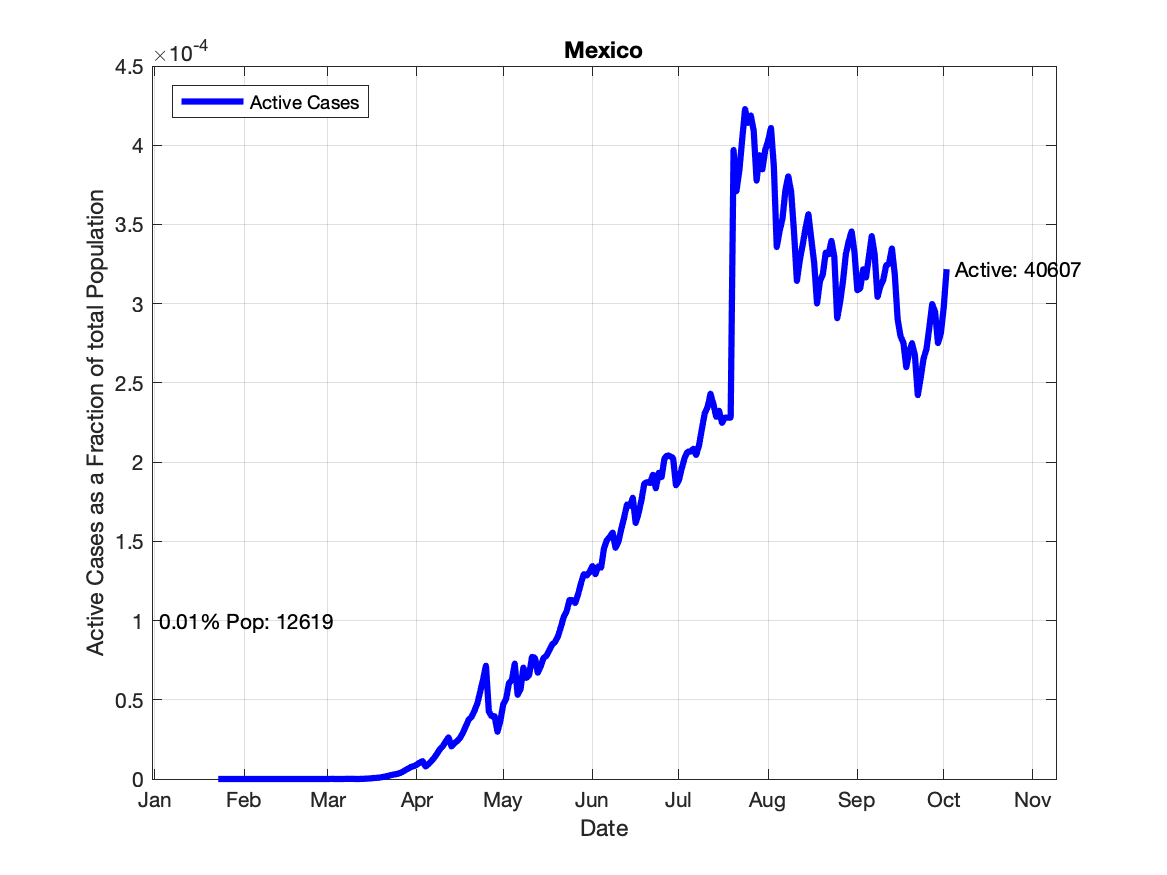 Mexico
×10-4
4.5
4
3.5
3
2.5
2
1.5
1
0.5
0
Active Cases
Active: 40607
0.01% Pop: 12619
Active Cases as a Fraction of total Population
Jan Feb Mar Apr May Jun Jul Aug Sep Oct Nov
Date